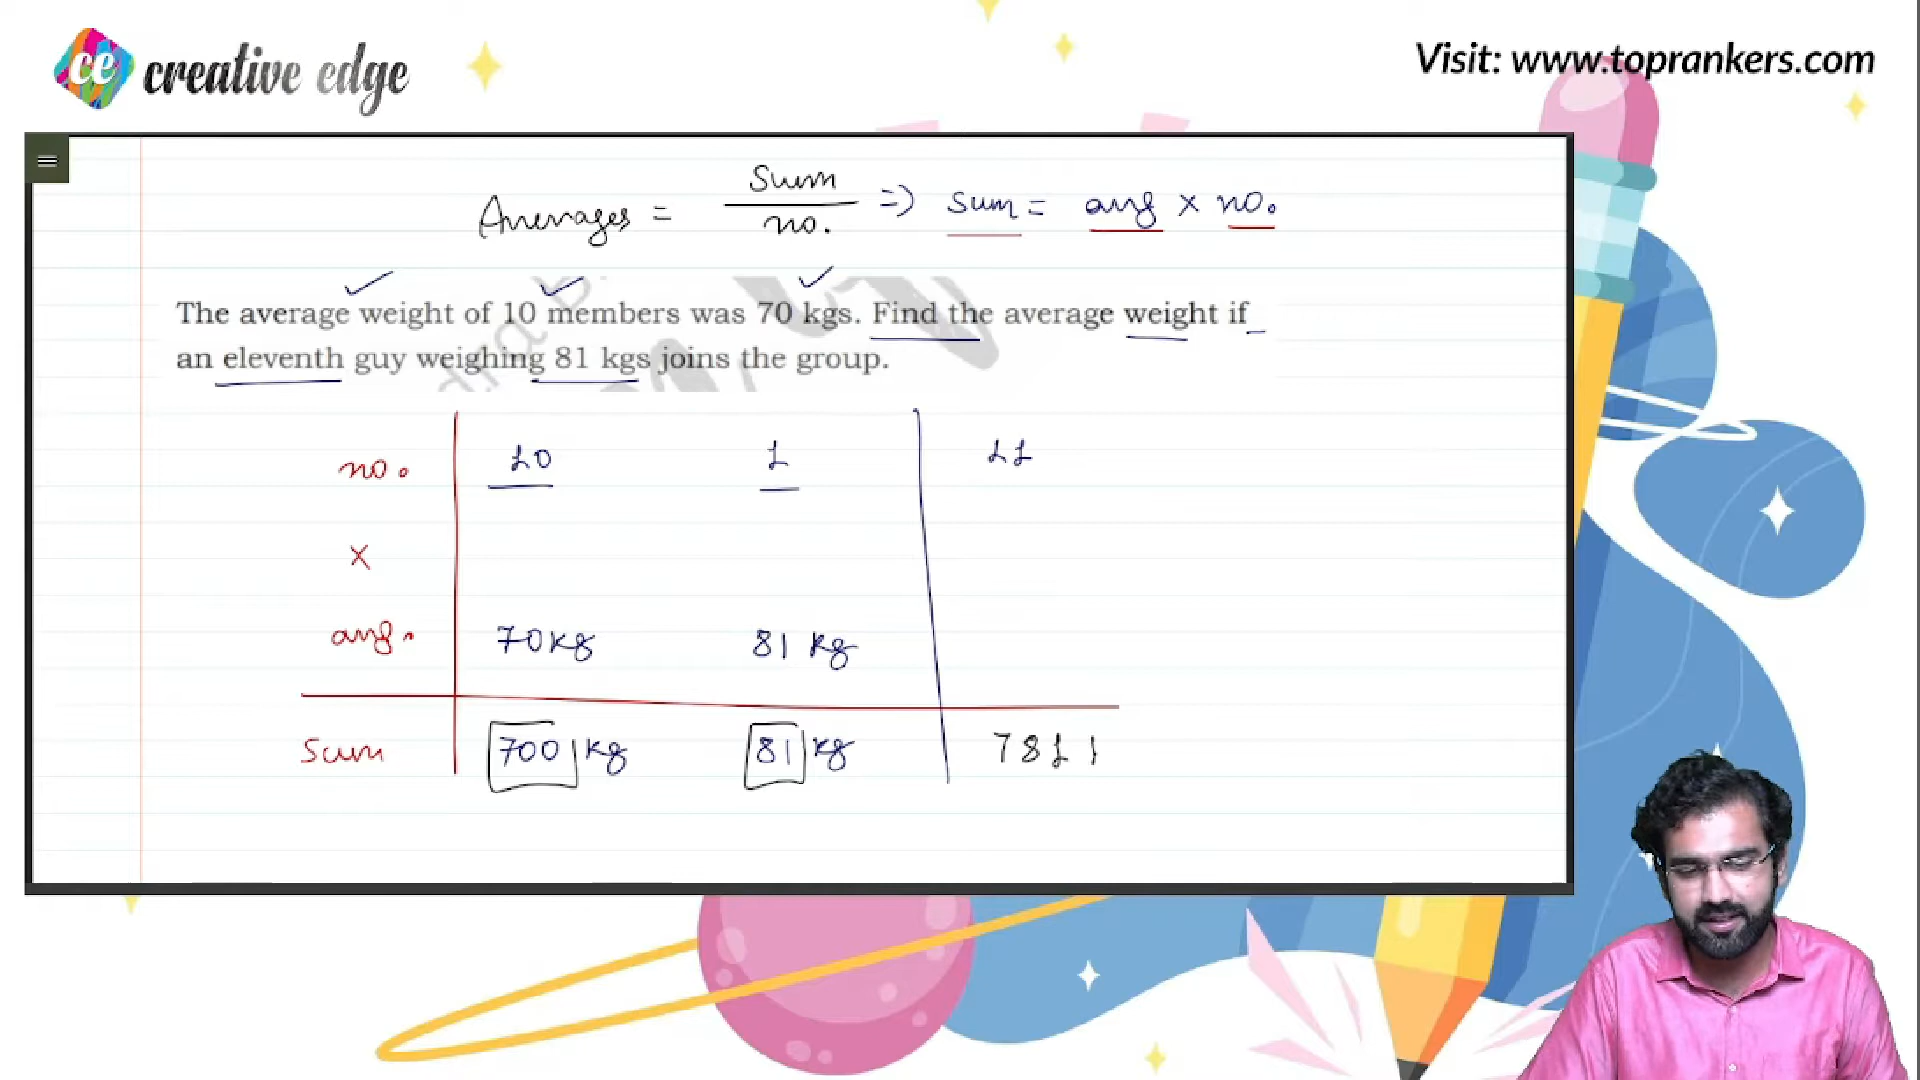 ce creative edge
Visit: www.toprankers.com
Averages = sum / no. => sum = avg x no.
The average weight of 10 members was 70 kgs. Find the average weight if
an eleventh guy weighing 81 kgs joins the group.
no. 10 1 11
x
avg. 70kg 81 kg
sum 700 kg 81 kg 781